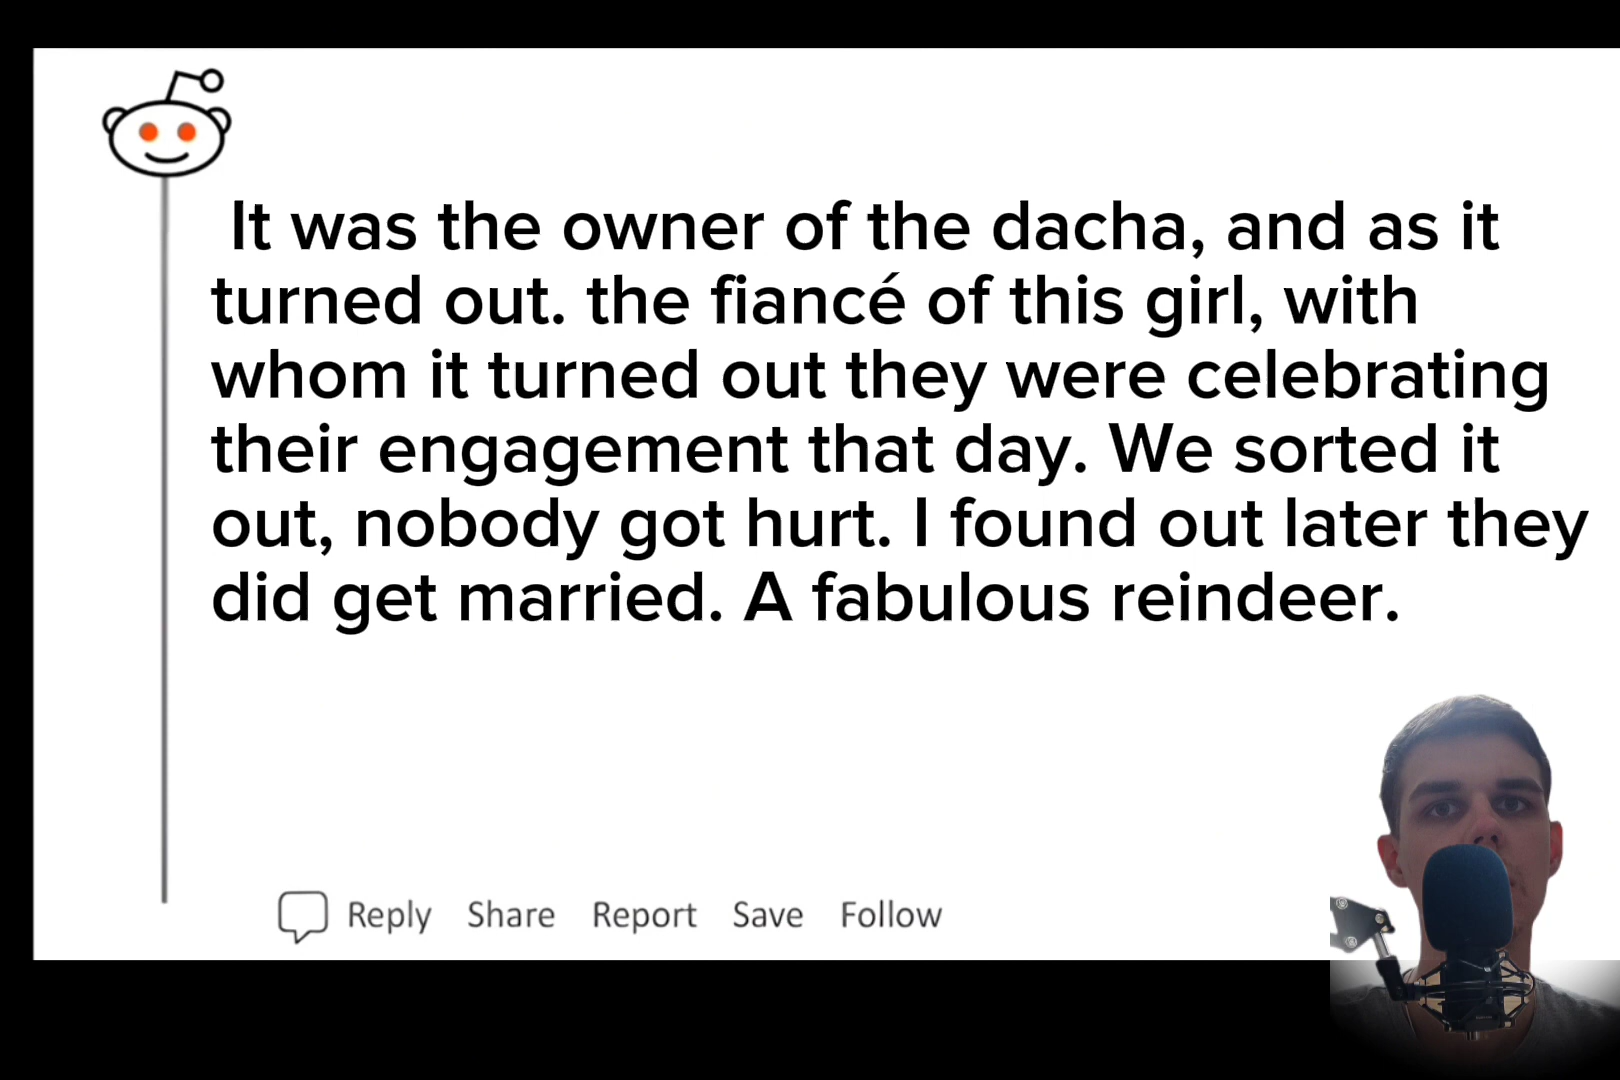 It was the owner of the dacha, and as it
turned out. the fiancé of this girl, with
whom it turned out they were celebrating
their engagement that day. We sorted it
out, nobody got hurt. I found out later they
did get married. A fabulous reindeer.
Reply Share Report Save Follow